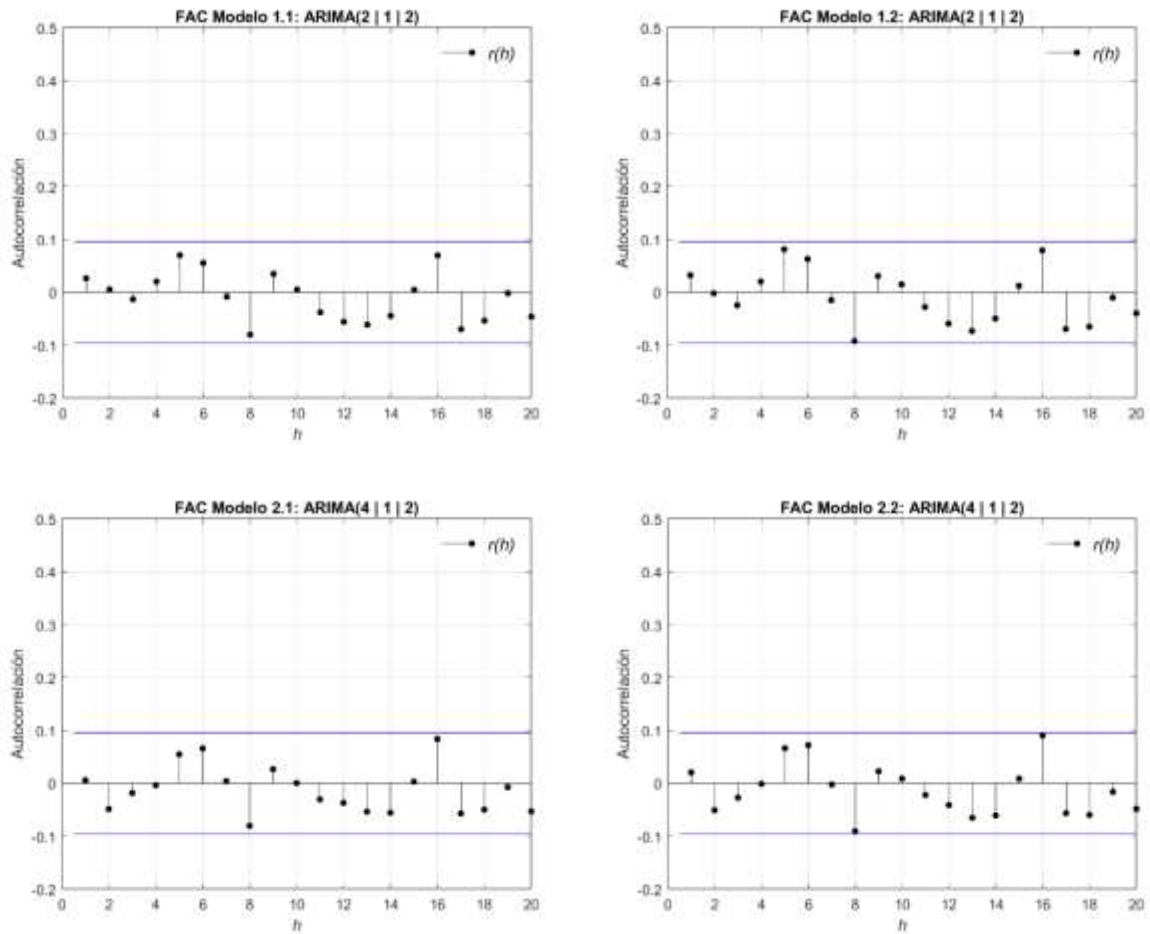 FAC Modelo 1.1: ARIMA(2 | 1 | 2)
r(h)
Autocorrelación
0.5
0.4
0.3
0.2
0.1
0
-0.1
-0.2
0 2 4 6 8 10 12 14 16 18 20
h
FAC Modelo 1.2: ARIMA(2 | 1 | 2)
r(h)
Autocorrelación
0.5
0.4
0.3
0.2
0.1
0
-0.1
-0.2
0 2 4 6 8 10 12 14 16 18 20
h
FAC Modelo 2.1: ARIMA(4 | 1 | 2)
r(h)
Autocorrelación
0.5
0.4
0.3
0.2
0.1
0
-0.1
-0.2
0 2 4 6 8 10 12 14 16 18 20
h
FAC Modelo 2.2: ARIMA(4 | 1 | 2)
r(h)
Autocorrelación
0.5
0.4
0.3
0.2
0.1
0
-0.1
-0.2
0 2 4 6 8 10 12 14 16 18 20
h